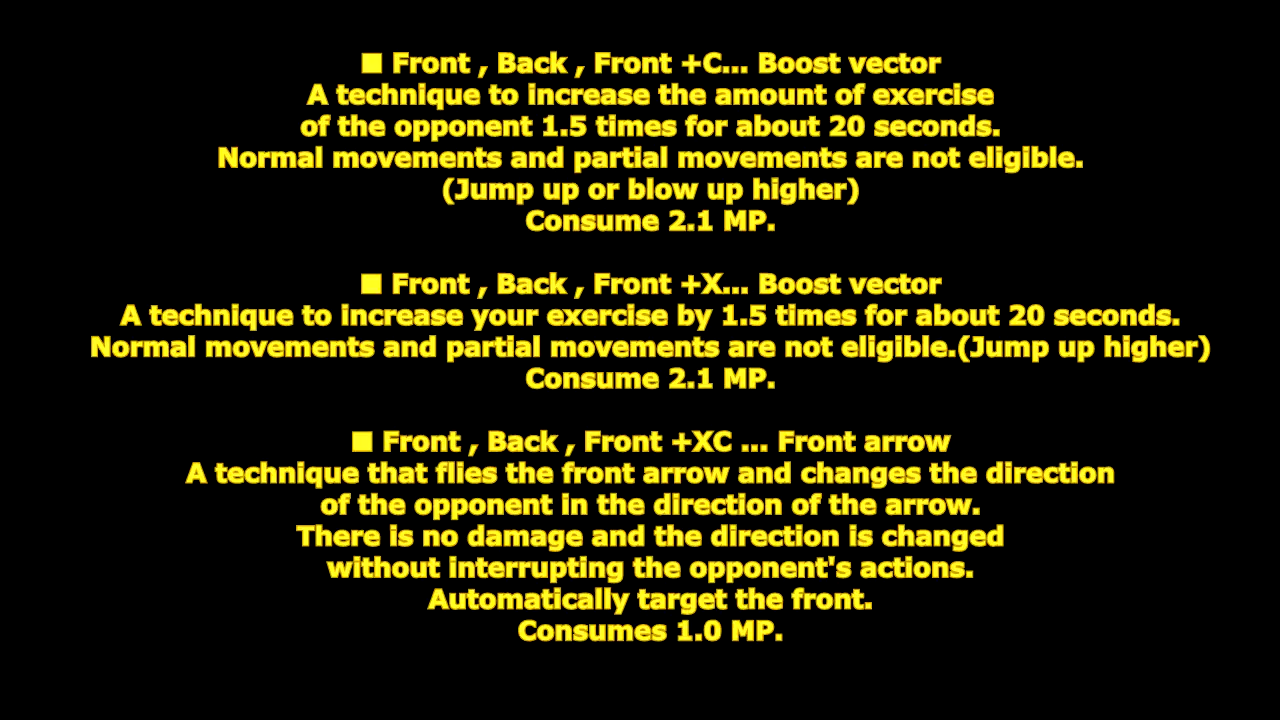 ■ Front , Back , Front +C... Boost vector
A technique to increase the amount of exercise
of the opponent 1.5 times for about 20 seconds.
Normal movements and partial movements are not eligible.
(Jump up or blow up higher)
Consume 2.1 MP.
■ Front , Back , Front +X... Boost vector
A technique to increase your exercise by 1.5 times for about 20 seconds.
Normal movements and partial movements are not eligible.(Jump up higher)
Consume 2.1 MP.
■ Front , Back , Front +XC ... Front arrow
A technique that flies the front arrow and changes the direction
of the opponent in the direction of the arrow.
There is no damage and the direction is changed
without interrupting the opponent's actions.
Automatically target the front.
Consumes 1.0 MP.